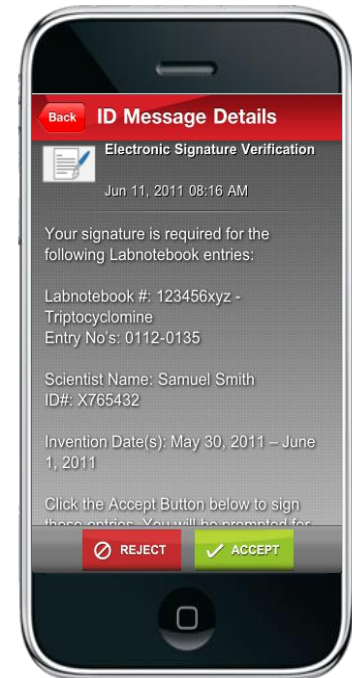 Back
ID Message Details
Electronic Signature Verification
Jun 11, 2011 08:16 AM
Your signature is required for the
following Labnotebook entries:
Labnotebook #: 123456xyz -
Triptocyclomine
Entry No's: 0112-0135
Scientist Name: Samuel Smith
ID#: X765432
Invention Date(s): May 30, 2011 – June
1, 2011
Click the Accept Button below to sign
these entries. You will be prompted for
REJECT
ACCEPT